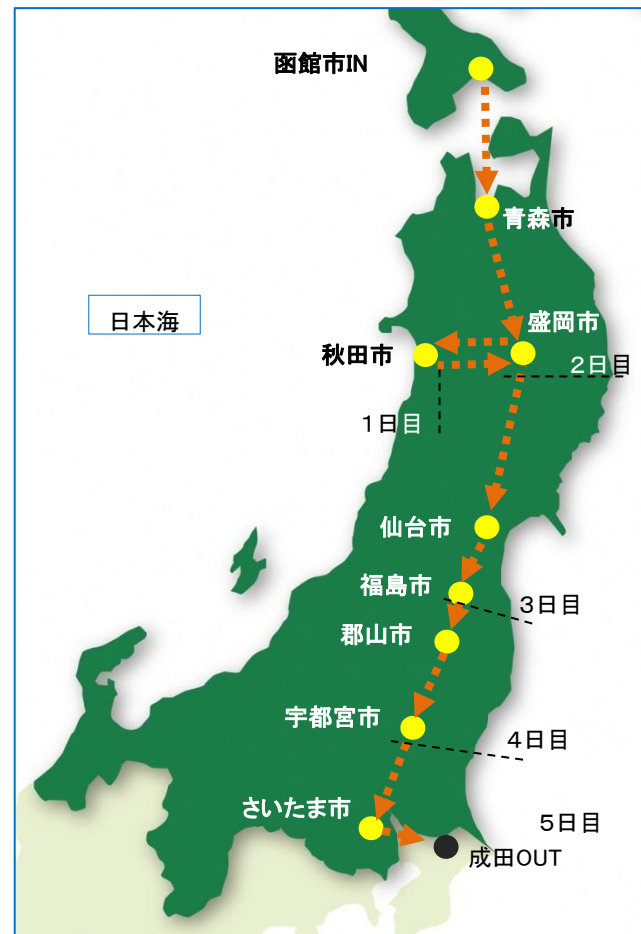 函館市IN
青森市
日本海
盛岡市
秋田市
2日目
1日目
仙台市
福島市
3日目
郡山市
宇都宮市
4日目
さいたま市
5日目
成田OUT